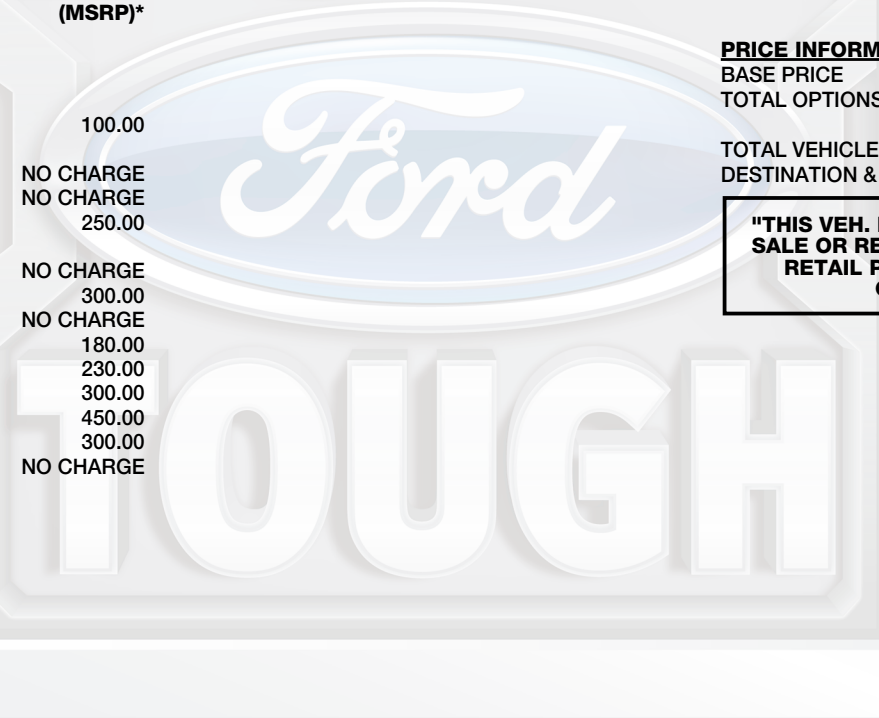 (MSRP)*
100.00
NO CHARGE
NO CHARGE
250.00
NO CHARGE
300.00
NO CHARGE
180.00
230.00
300.00
450.00
300.00
NO CHARGE
PRICE INFORM
BASE PRICE
TOTAL OPTIONS
TOTAL VEHICLE
DESTINATION &
"THIS VEH.
SALE OR RE
RETAIL P
Ford
TOUGH